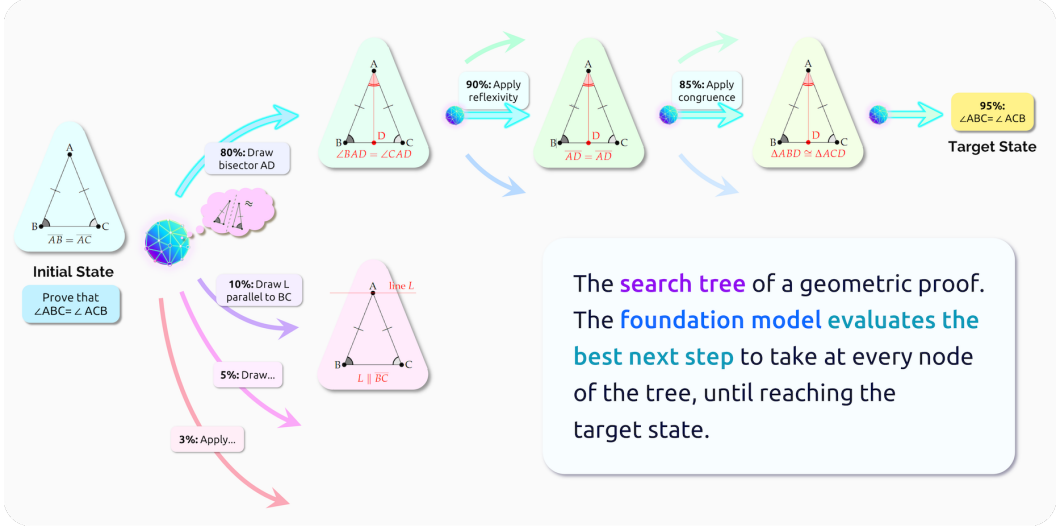 A
B
C
AB = AC
Initial State
Prove that
∠ABC=∠ ACB
80%: Draw
bisector AD
≈
10%: Draw L
parallel to BC
5%: Draw...
3%: Apply...
A
B
D
C
∠BAD = ∠CAD
90%: Apply
reflexivity
A
B
D
C
AD = AD
85%: Apply
congruence
A
B
D
C
ΔABD ≅ ΔACD
95%:
∠ABC=∠ ACB
Target State
A
line L
B
C
L ∥ BC
The search tree of a geometric proof.
The foundation model evaluates the
best next step to take at every node
of the tree, until reaching the
target state.